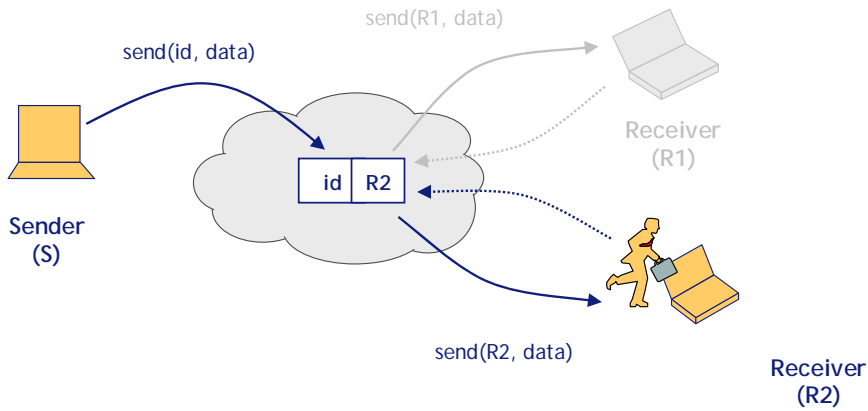 send(R1, data)
send(id, data)
Receiver
(R1)
id R2
Sender
(S)
send(R2, data)
Receiver
(R2)